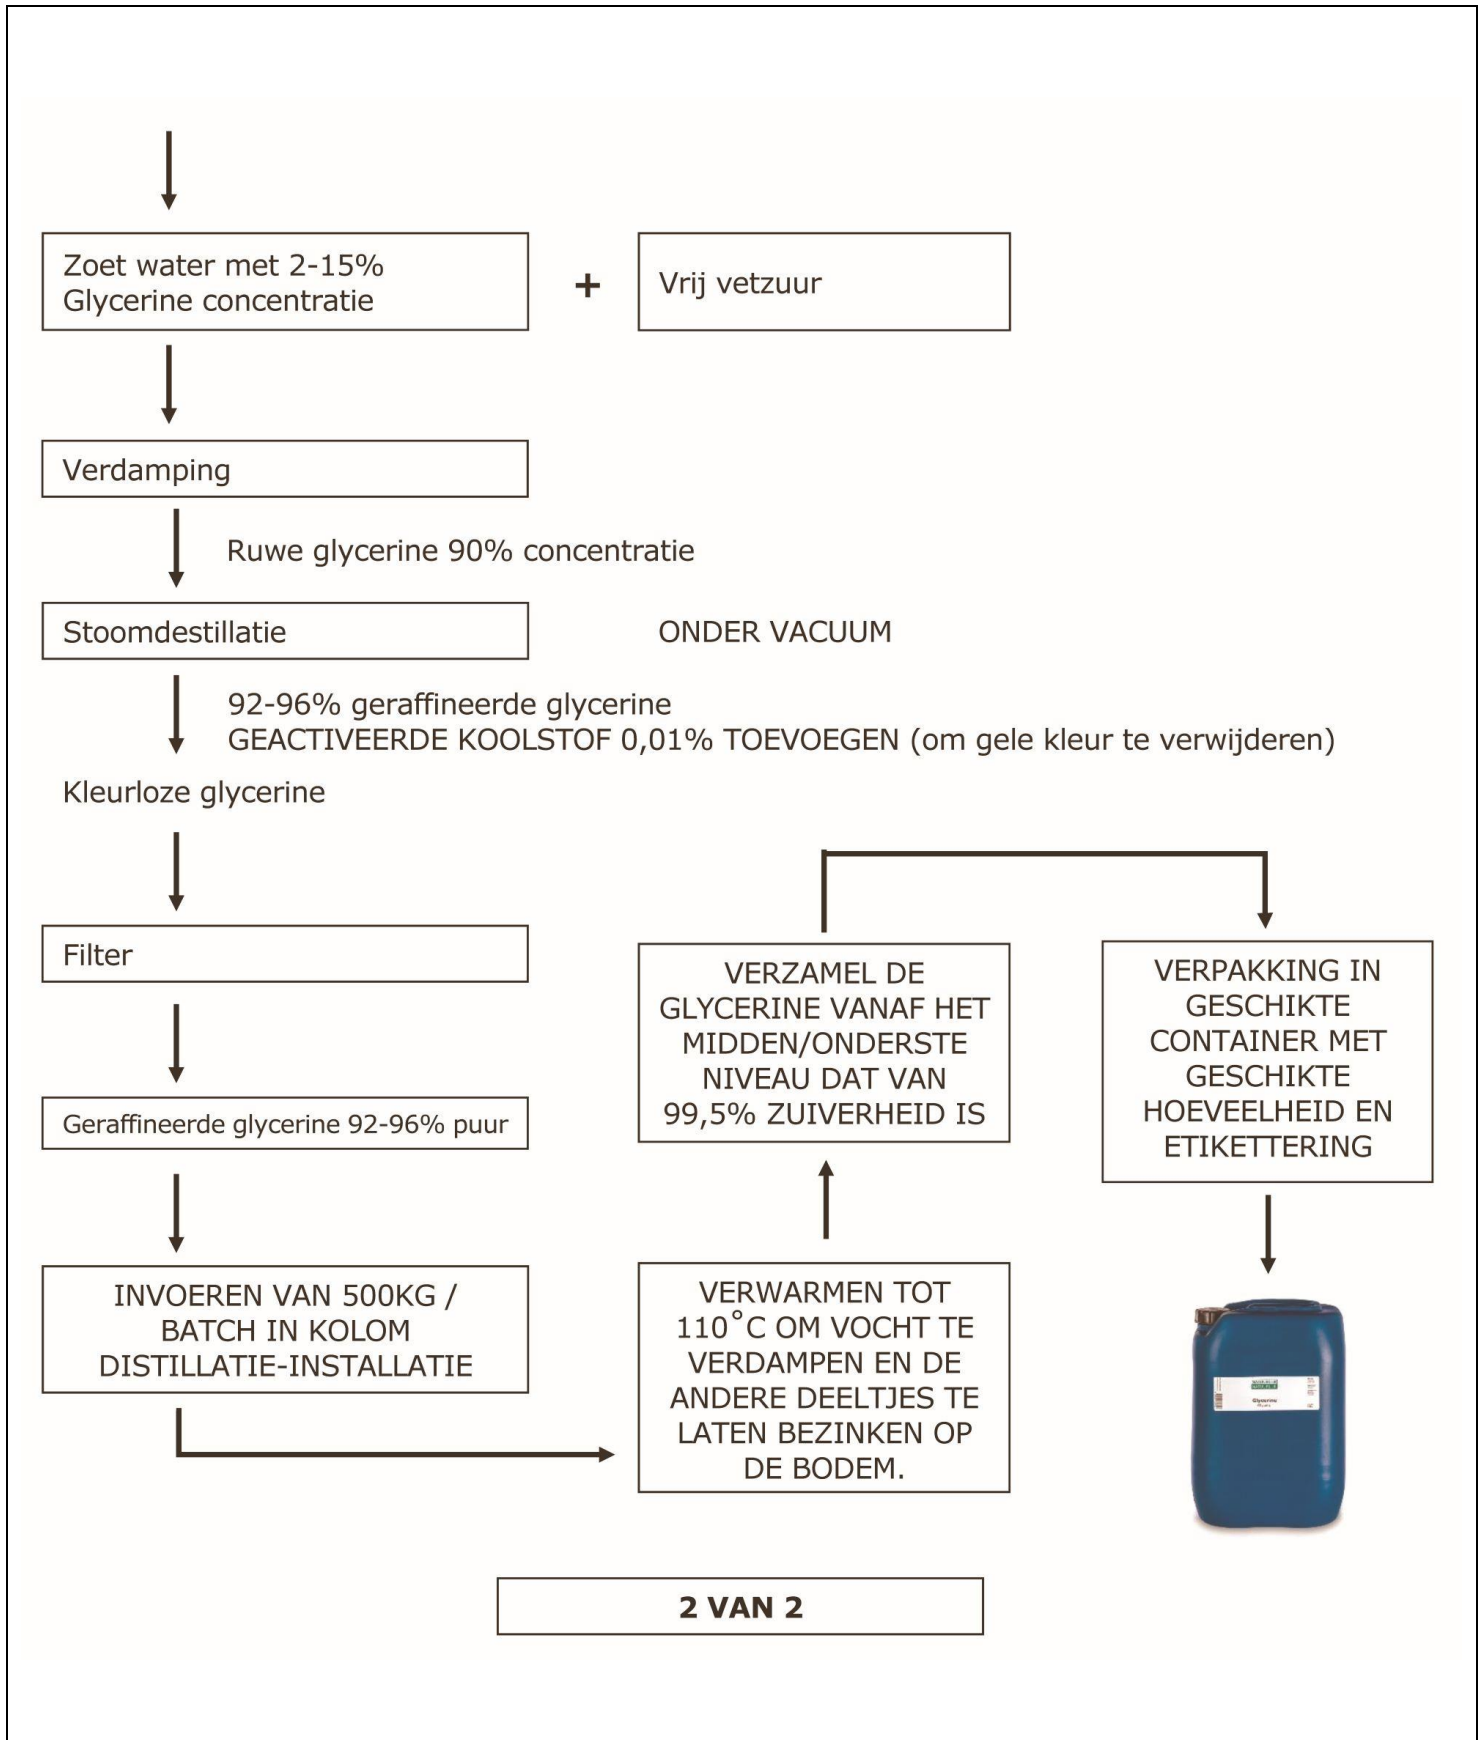 Zoet water met 2-15%
Glycerine concentratie
+
Vrij vetzuur
Verdamping
Ruwe glycerine 90% concentratie
Stoomdestillatie
ONDER VACUUM
92-96% geraffineerde glycerine
GEACTIVEERDE KOOLSTOF 0,01% TOEVOEGEN (om gele kleur te verwijderen)
Kleurloze glycerine
Filter
Geraffineerde glycerine 92-96% puur
INVOEREN VAN 500KG /
BATCH IN KOLOM
DISTILLATIE-INSTALLATIE
VERWARMEN TOT
110°C OM VOCHT TE
VERDAMPEN EN DE
ANDERE DEELTJES TE
LATEN BEZINKEN OP
DE BODEM.
VERZAMEL DE
GLYCERINE VANAF HET
MIDDEN/ONDERSTE
NIVEAU DAT VAN
99,5% ZUIVERHEID IS
VERPAKKING IN
GESCHIKTE
CONTAINER MET
GESCHIKTE
HOEVEELHEID EN
ETIKETTERING
Glycerine
2 VAN 2